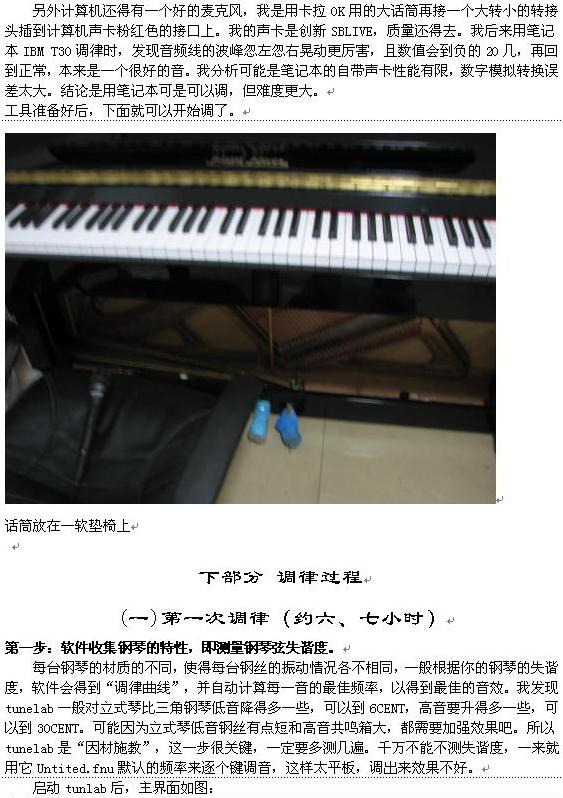 另外计算机还得有一个好的麦克风，我是用卡拉 OK 用的大话筒再接一个大转小的转接
头插到计算机声卡粉红色的接口上。我的声卡是创新 SBLIVE，质量还得去。我后来用笔记
本 IBM T30 调律时，发现音频线的波峰忽左忽右晃动更厉害，且数值会到负的 20 几，再回
到正常，本来是一个很好的音。我分析可能是笔记本的自带声卡性能有限，数字模拟转换误
差太大。结论是用笔记本可是可以调，但难度更大。
工具准备好后，下面就可以开始调了。
话筒放在一软垫椅上
下部分 调律过程
(一)第一次调律（约六、七小时）
第一步：软件收集钢琴的特性，即测量钢琴弦失谐度。
每台钢琴的材质的不同，使得每台钢丝的振动情况各不相同，一般根据你的钢琴的失谐
度，软件会得到“调律曲线”，并自动计算每一音的最佳频率，以得到最佳的音效。我发现
tunelab 一般对立式琴比三角钢琴低音降得多一些，可以到 6CENT，高音要升得多一些，可
以到 30CENT。可能因为立式琴低音钢丝有点短和高音共鸣箱大，都需要加强效果吧。所以
tunelab 是“因材施教”，这一步很关键，一定要多测几遍。千万不能不测失谐度，一来就
用它 Untited.fnu 默认的频率来逐个键调音，这样太平板，调出来效果不好。
启动 tunlab 后，主界面如图：